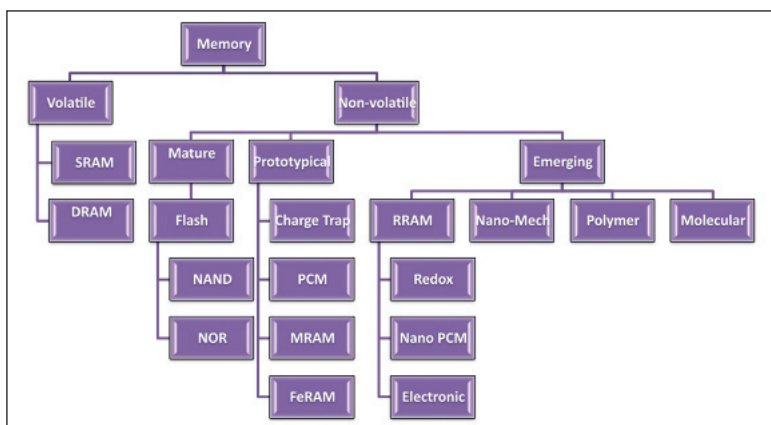 Memory
Volatile
Non-volatile
SRAM
DRAM
Mature
Prototypical
Emerging
Flash
NAND
NOR
Charge Trap
PCM
MRAM
FeRAM
RRAM
Nano-Mech
Polymer
Molecular
Redox
Nano PCM
Electronic